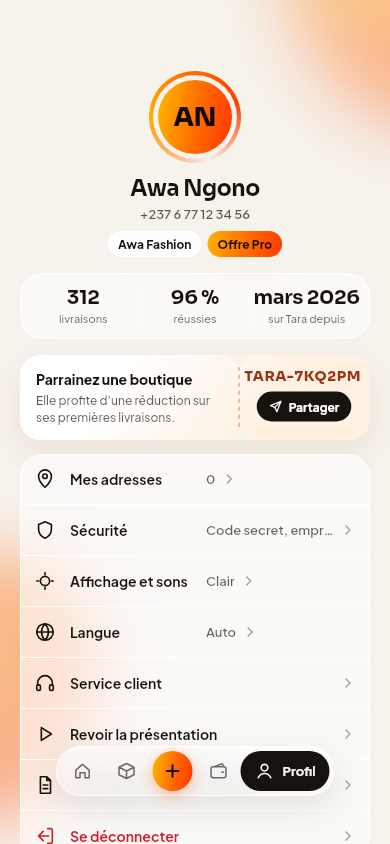 AN
Awa Ngono
+237 6 77 12 34 56
Awa Fashion Offre Pro
312 96 % mars 2026
livraisons réussies sur Tara depuis
Parrainez une boutique
Elle profite d’une réduction sur
ses premières livraisons.
TARA-7KQ2PM
Partager
Mes adresses 0
Sécurité Code secret, empr…
Affichage et sons Clair
Langue Auto
Service client
Revoir la présentation
Profil
Se déconnecter